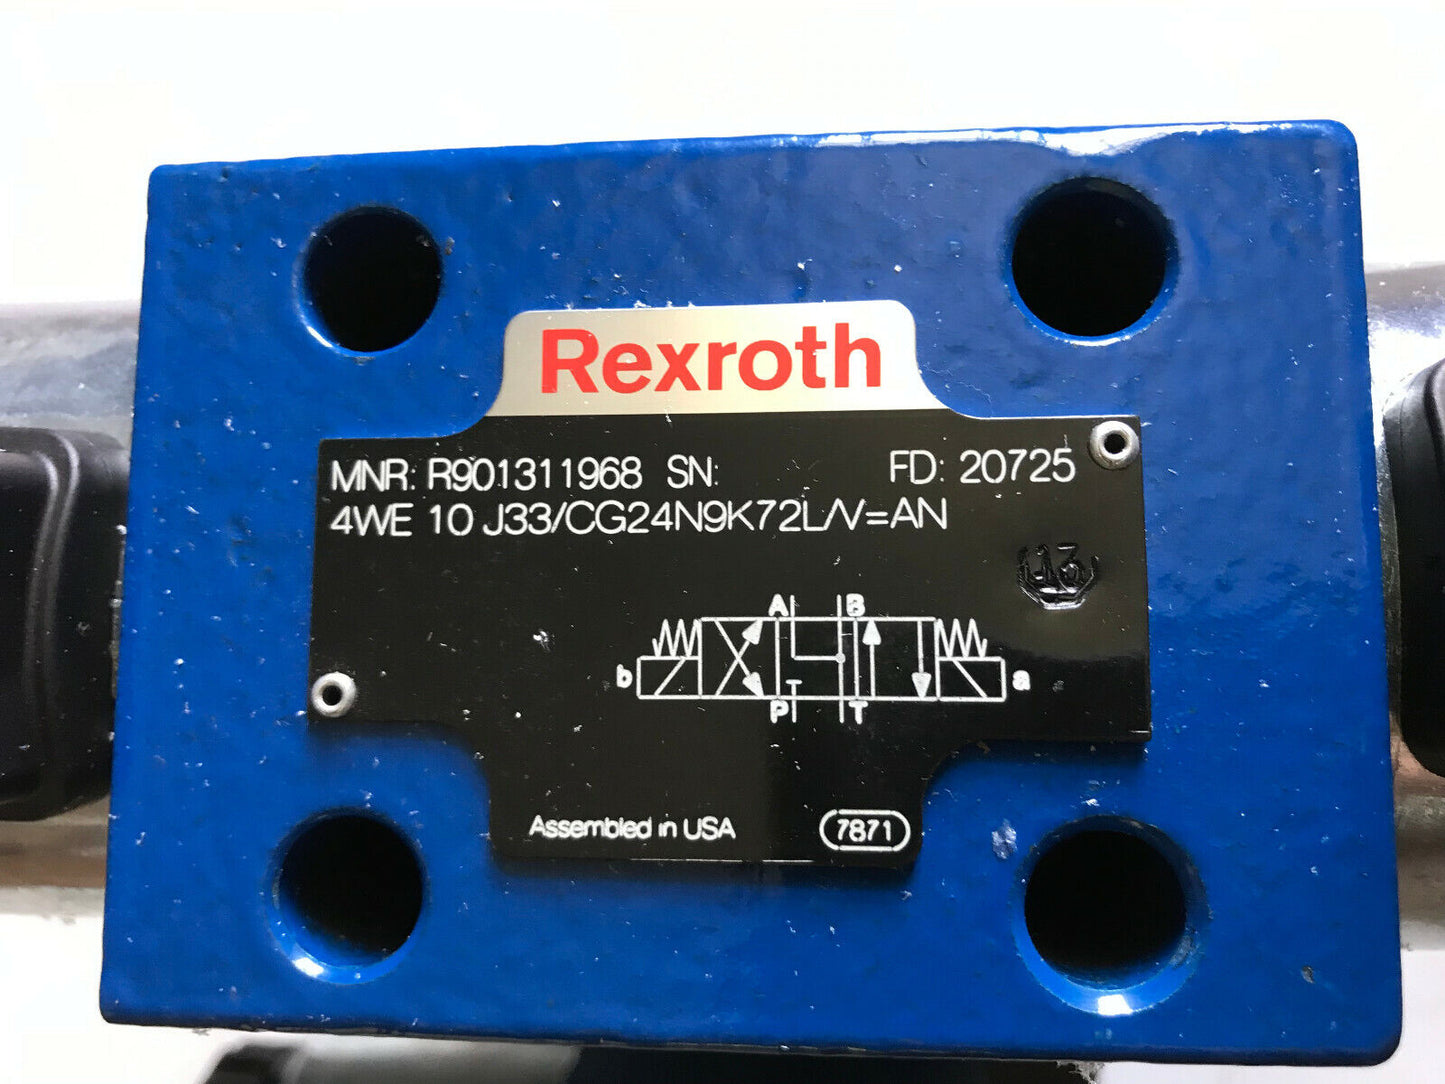 Rexroth
MNR: R901311968 SN: FD: 20725
4WE 10 J33/CG24N9K72L/V=AN
A B
b a
P T
Assembled in USA 7871